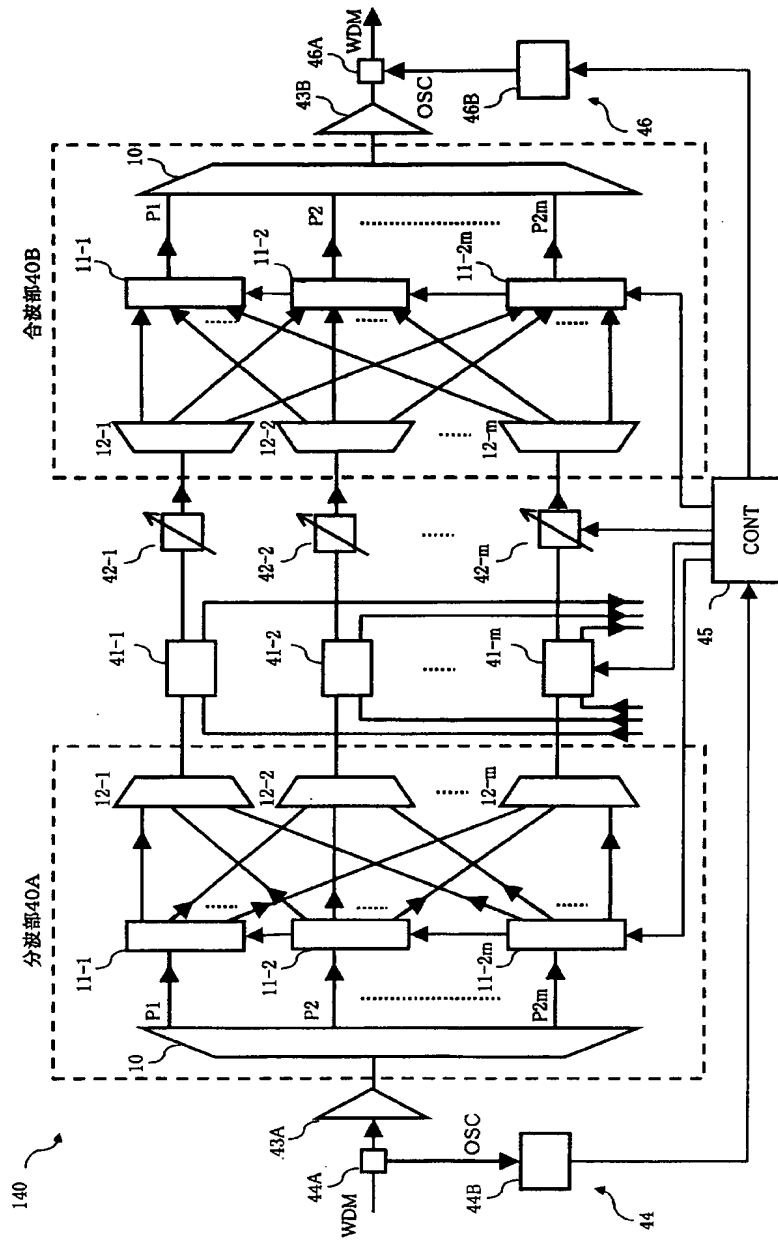 140
分波部40A
合波部40B
WDM
44A
OSC
44B
44
43A
10
P1
P2
P2m
11-1
11-2
11-2m
12-1
12-2
12-m
41-1
41-2
41-m
42-1
42-2
42-m
12-1
12-2
12-m
11-1
11-2
11-2m
P1
P2
P2m
10
43B
OSC
46A
WDM
46B
46
45
CONT